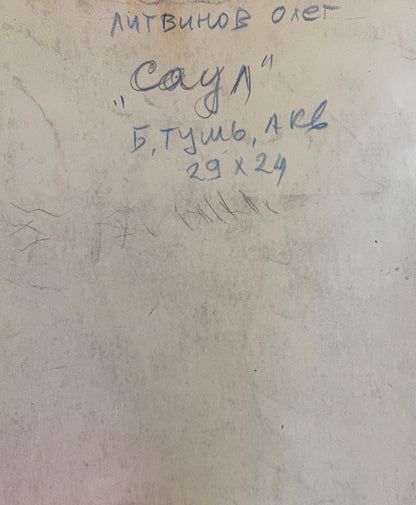 ЛИТВИНОВ ОЛЕГ
"Саул"
Б, ТУШЬ, АКВ
29 x 24